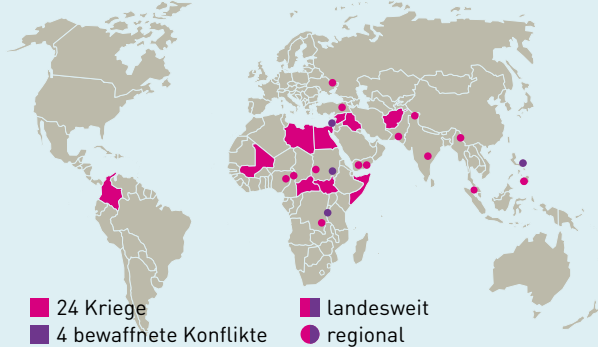 24 Kriege
4 bewaffnete Konflikte
landesweit
regional